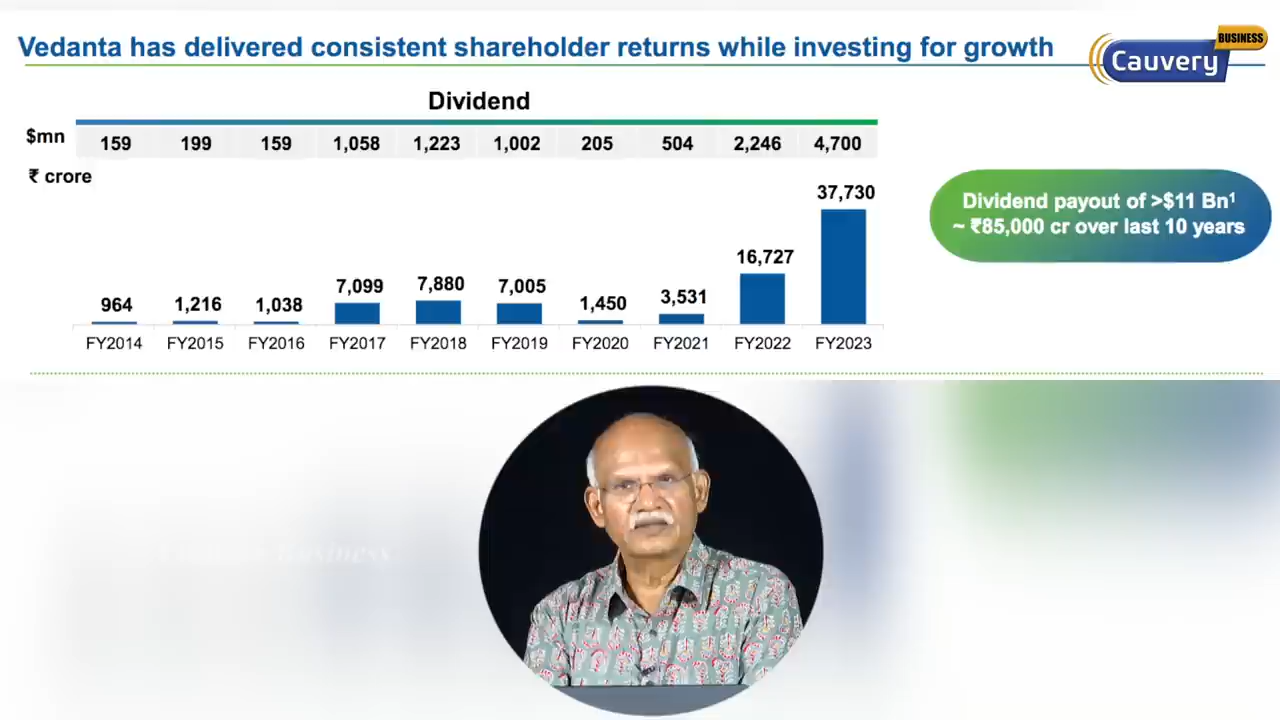 Vedanta has delivered consistent shareholder returns while investing for growth
BUSINESS
Cauvery
Dividend
$mn 159 199 159 1,058 1,223 1,002 205 504 2,246 4,700
₹ crore
964 1,216 1,038 7,099 7,880 7,005 1,450 3,531 16,727 37,730
FY2014 FY2015 FY2016 FY2017 FY2018 FY2019 FY2020 FY2021 FY2022 FY2023
Dividend payout of >$11 Bn¹
~ ₹85,000 cr over last 10 years
Business